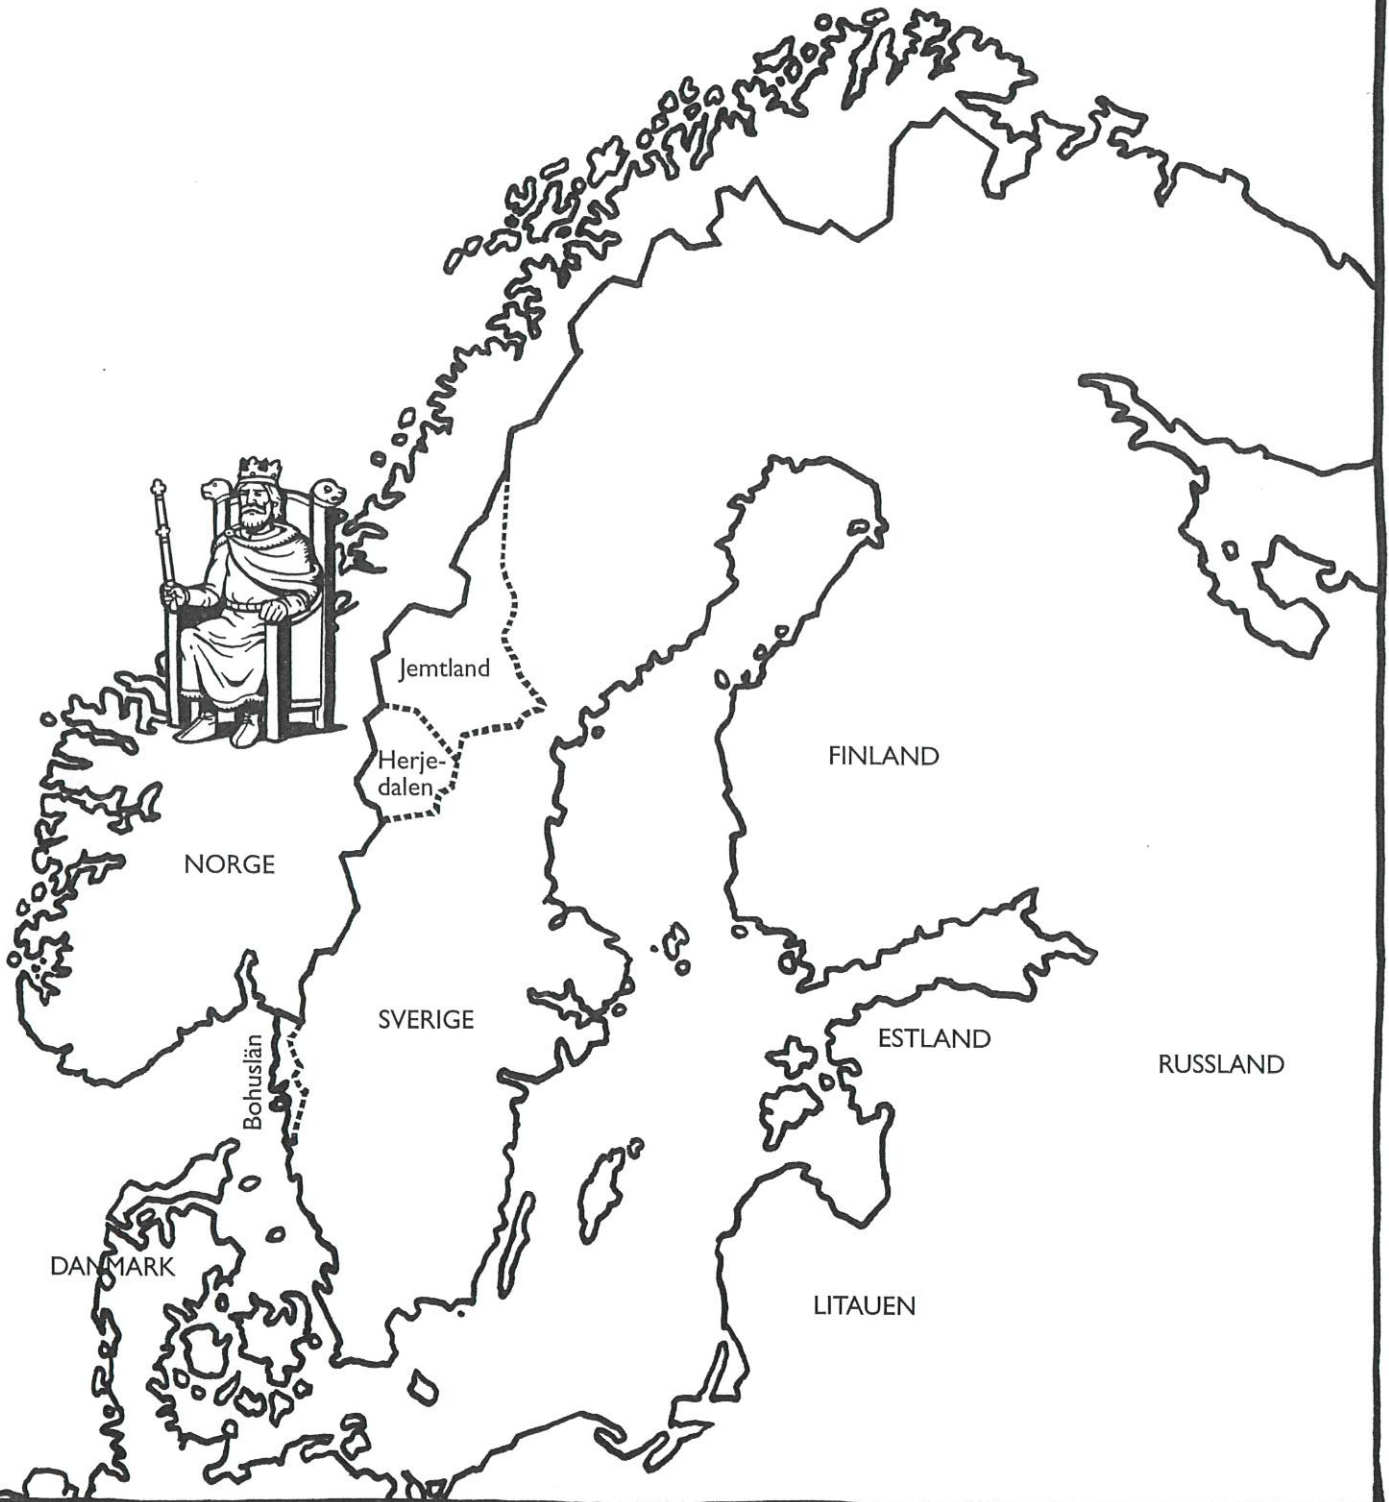 Jemtland
Herje-
dalen
FINLAND
NORGE
SVERIGE
ESTLAND
Bohuslän
RUSSLAND
DANMARK
LITAUEN